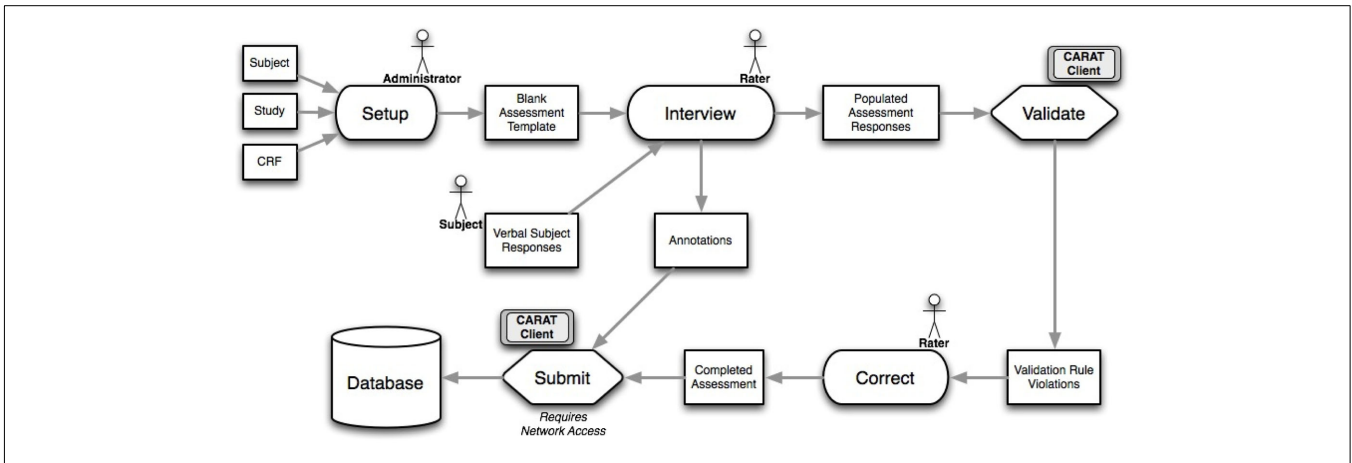 Subject
Study
CRF
Administrator
Setup
Blank
Assessment
Template
Rater
Interview
Populated
Assessment
Responses
CARAT
Client
Validate
Subject
Verbal Subject
Responses
Annotations
CARAT
Client
Database
Submit
Requires
Network Access
Completed
Assessment
Rater
Correct
Validation Rule
Violations